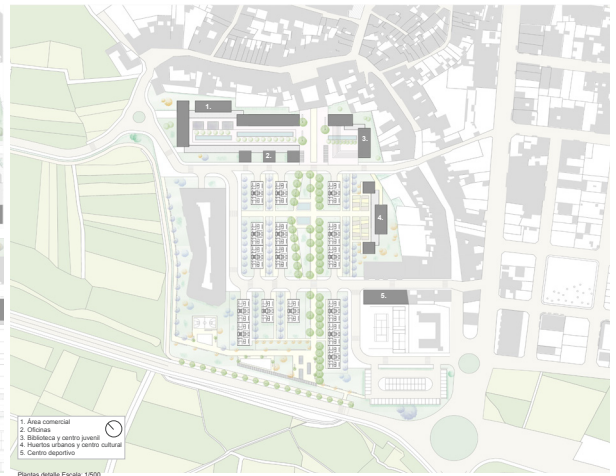 1.
2.
3.
4.
5.
1. Área comercial
2. Oficinas
3. Biblioteca y centro juvenil
4. Huertos urbanos y centro cultural
5. Centro deportivo
Plantas detalle Escala: 1/500